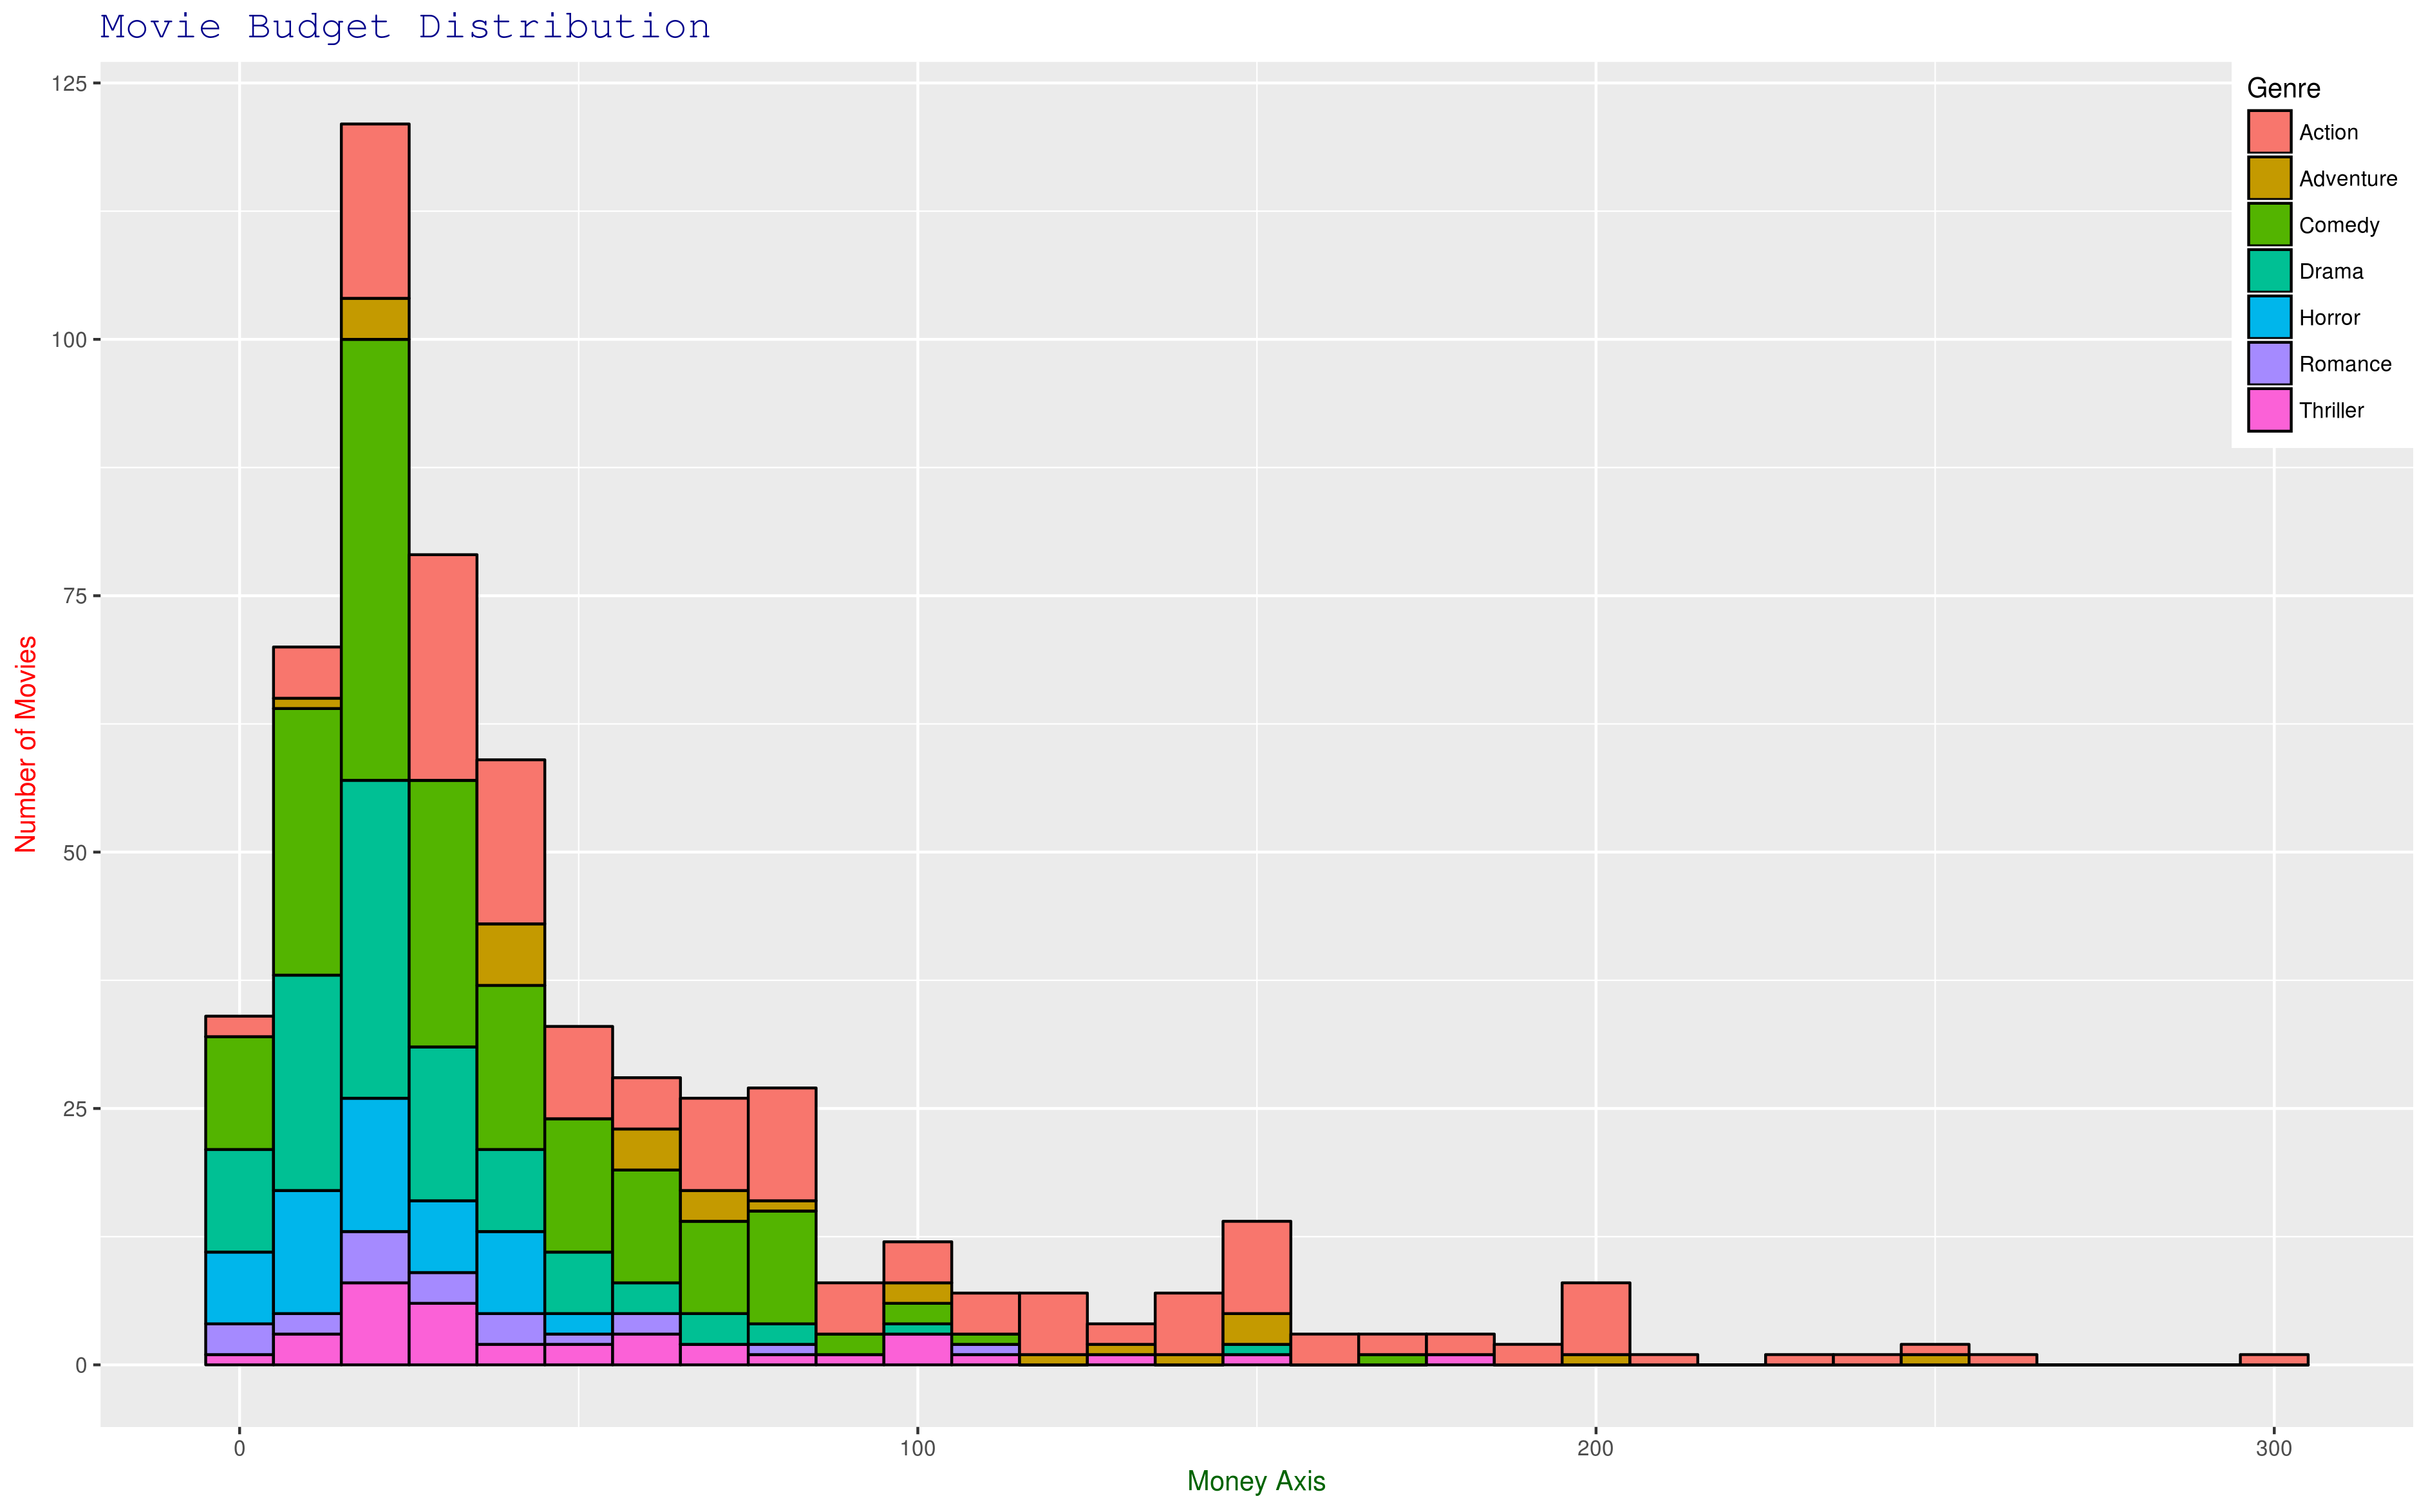 Movie Budget Distribution
Genre
Action
Adventure
Comedy
Drama
Horror
Romance
Thriller
125
100
75
50
25
0
Number of Movies
0 100 200 300
Money Axis